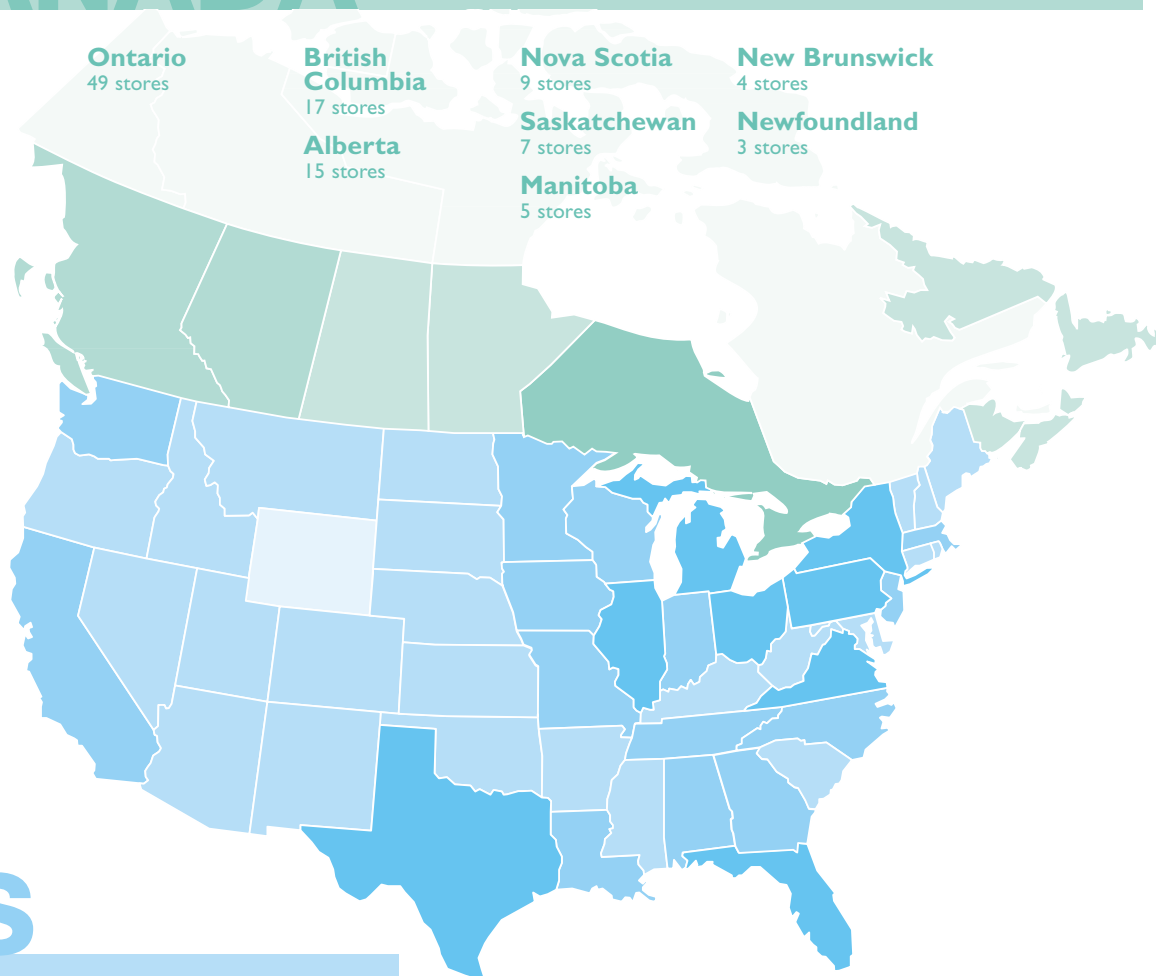 Ontario
49 stores
British
Columbia
17 stores
Alberta
15 stores
Nova Scotia
9 stores
Saskatchewan
7 stores
Manitoba
5 stores
New Brunswick
4 stores
Newfoundland
3 stores